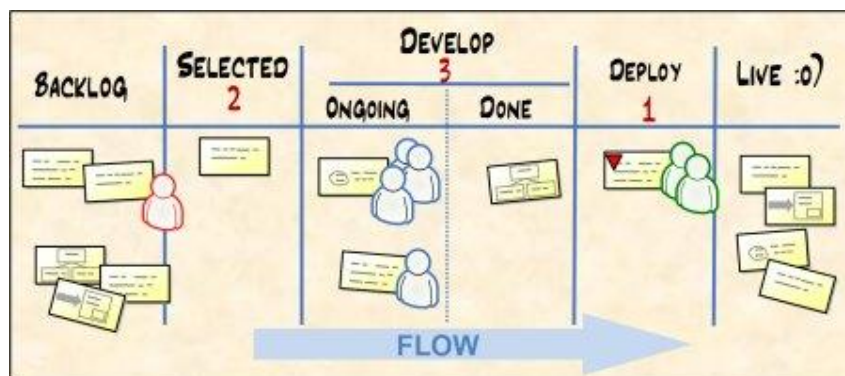 BACKLOG
SELECTED
2
DEVELOP
3
ONGOING
DONE
DEPLOY
1
LIVE :o)
FLOW